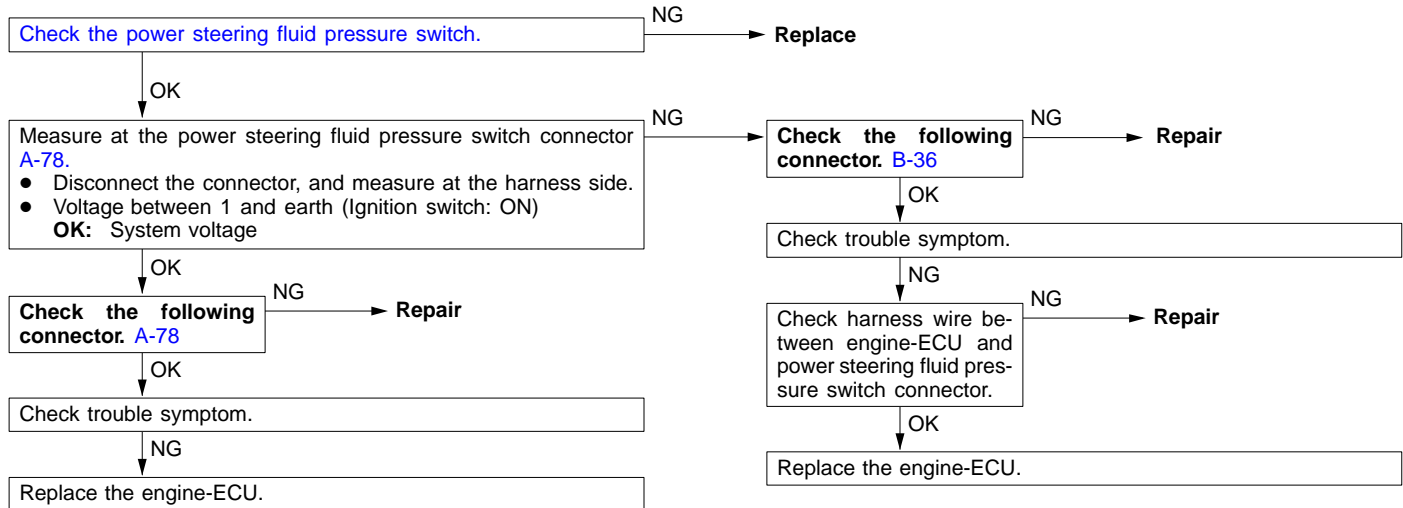 Check the power steering fluid pressure switch.
NG
Replace
OK
Measure at the power steering fluid pressure switch connector
A-78.
● Disconnect the connector, and measure at the harness side.
● Voltage between 1 and earth (Ignition switch: ON)
OK: System voltage
NG
Check the following
connector. B-36
NG
Repair
OK
Check trouble symptom.
NG
Check harness wire be-
tween engine-ECU and
power steering fluid pres-
sure switch connector.
NG
Repair
OK
Replace the engine-ECU.
OK
Check the following
connector. A-78
NG
Repair
OK
Check trouble symptom.
NG
Replace the engine-ECU.